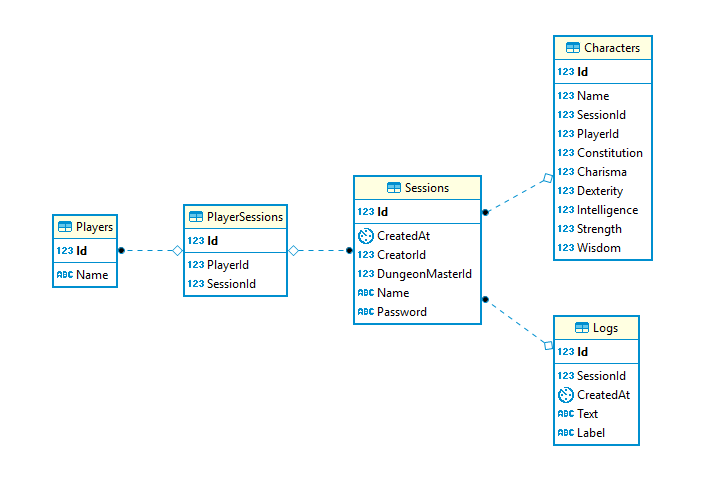 Players
123 Id
ABC Name
PlayerSessions
123 Id
123 PlayerId
123 SessionId
Sessions
123 Id
CreatedAt
123 CreatorId
123 DungeonMasterId
ABC Name
ABC Password
Characters
123 Id
123 Name
123 SessionId
123 PlayerId
123 Constitution
123 Charisma
123 Dexterity
123 Intelligence
123 Strength
123 Wisdom
Logs
123 Id
123 SessionId
CreatedAt
ABC Text
ABC Label